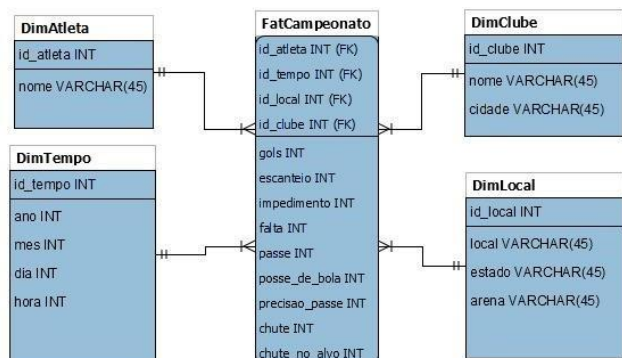 DimAtleta
id_atleta INT
nome VARCHAR(45)
DimTempo
id_tempo INT
ano INT
mes INT
dia INT
hora INT
FatCampeonato
id_atleta INT (FK)
id_tempo INT (FK)
id_local INT (FK)
id_clube INT (FK)
gols INT
escanteio INT
impedimento INT
falta INT
passe INT
posse_de_bola INT
precisao_passe INT
chute INT
chute_no_alvo INT
DimClube
id_clube INT
nome VARCHAR(45)
cidade VARCHAR(45)
DimLocal
id_local INT
local VARCHAR(45)
estado VARCHAR(45)
arena VARCHAR(45)